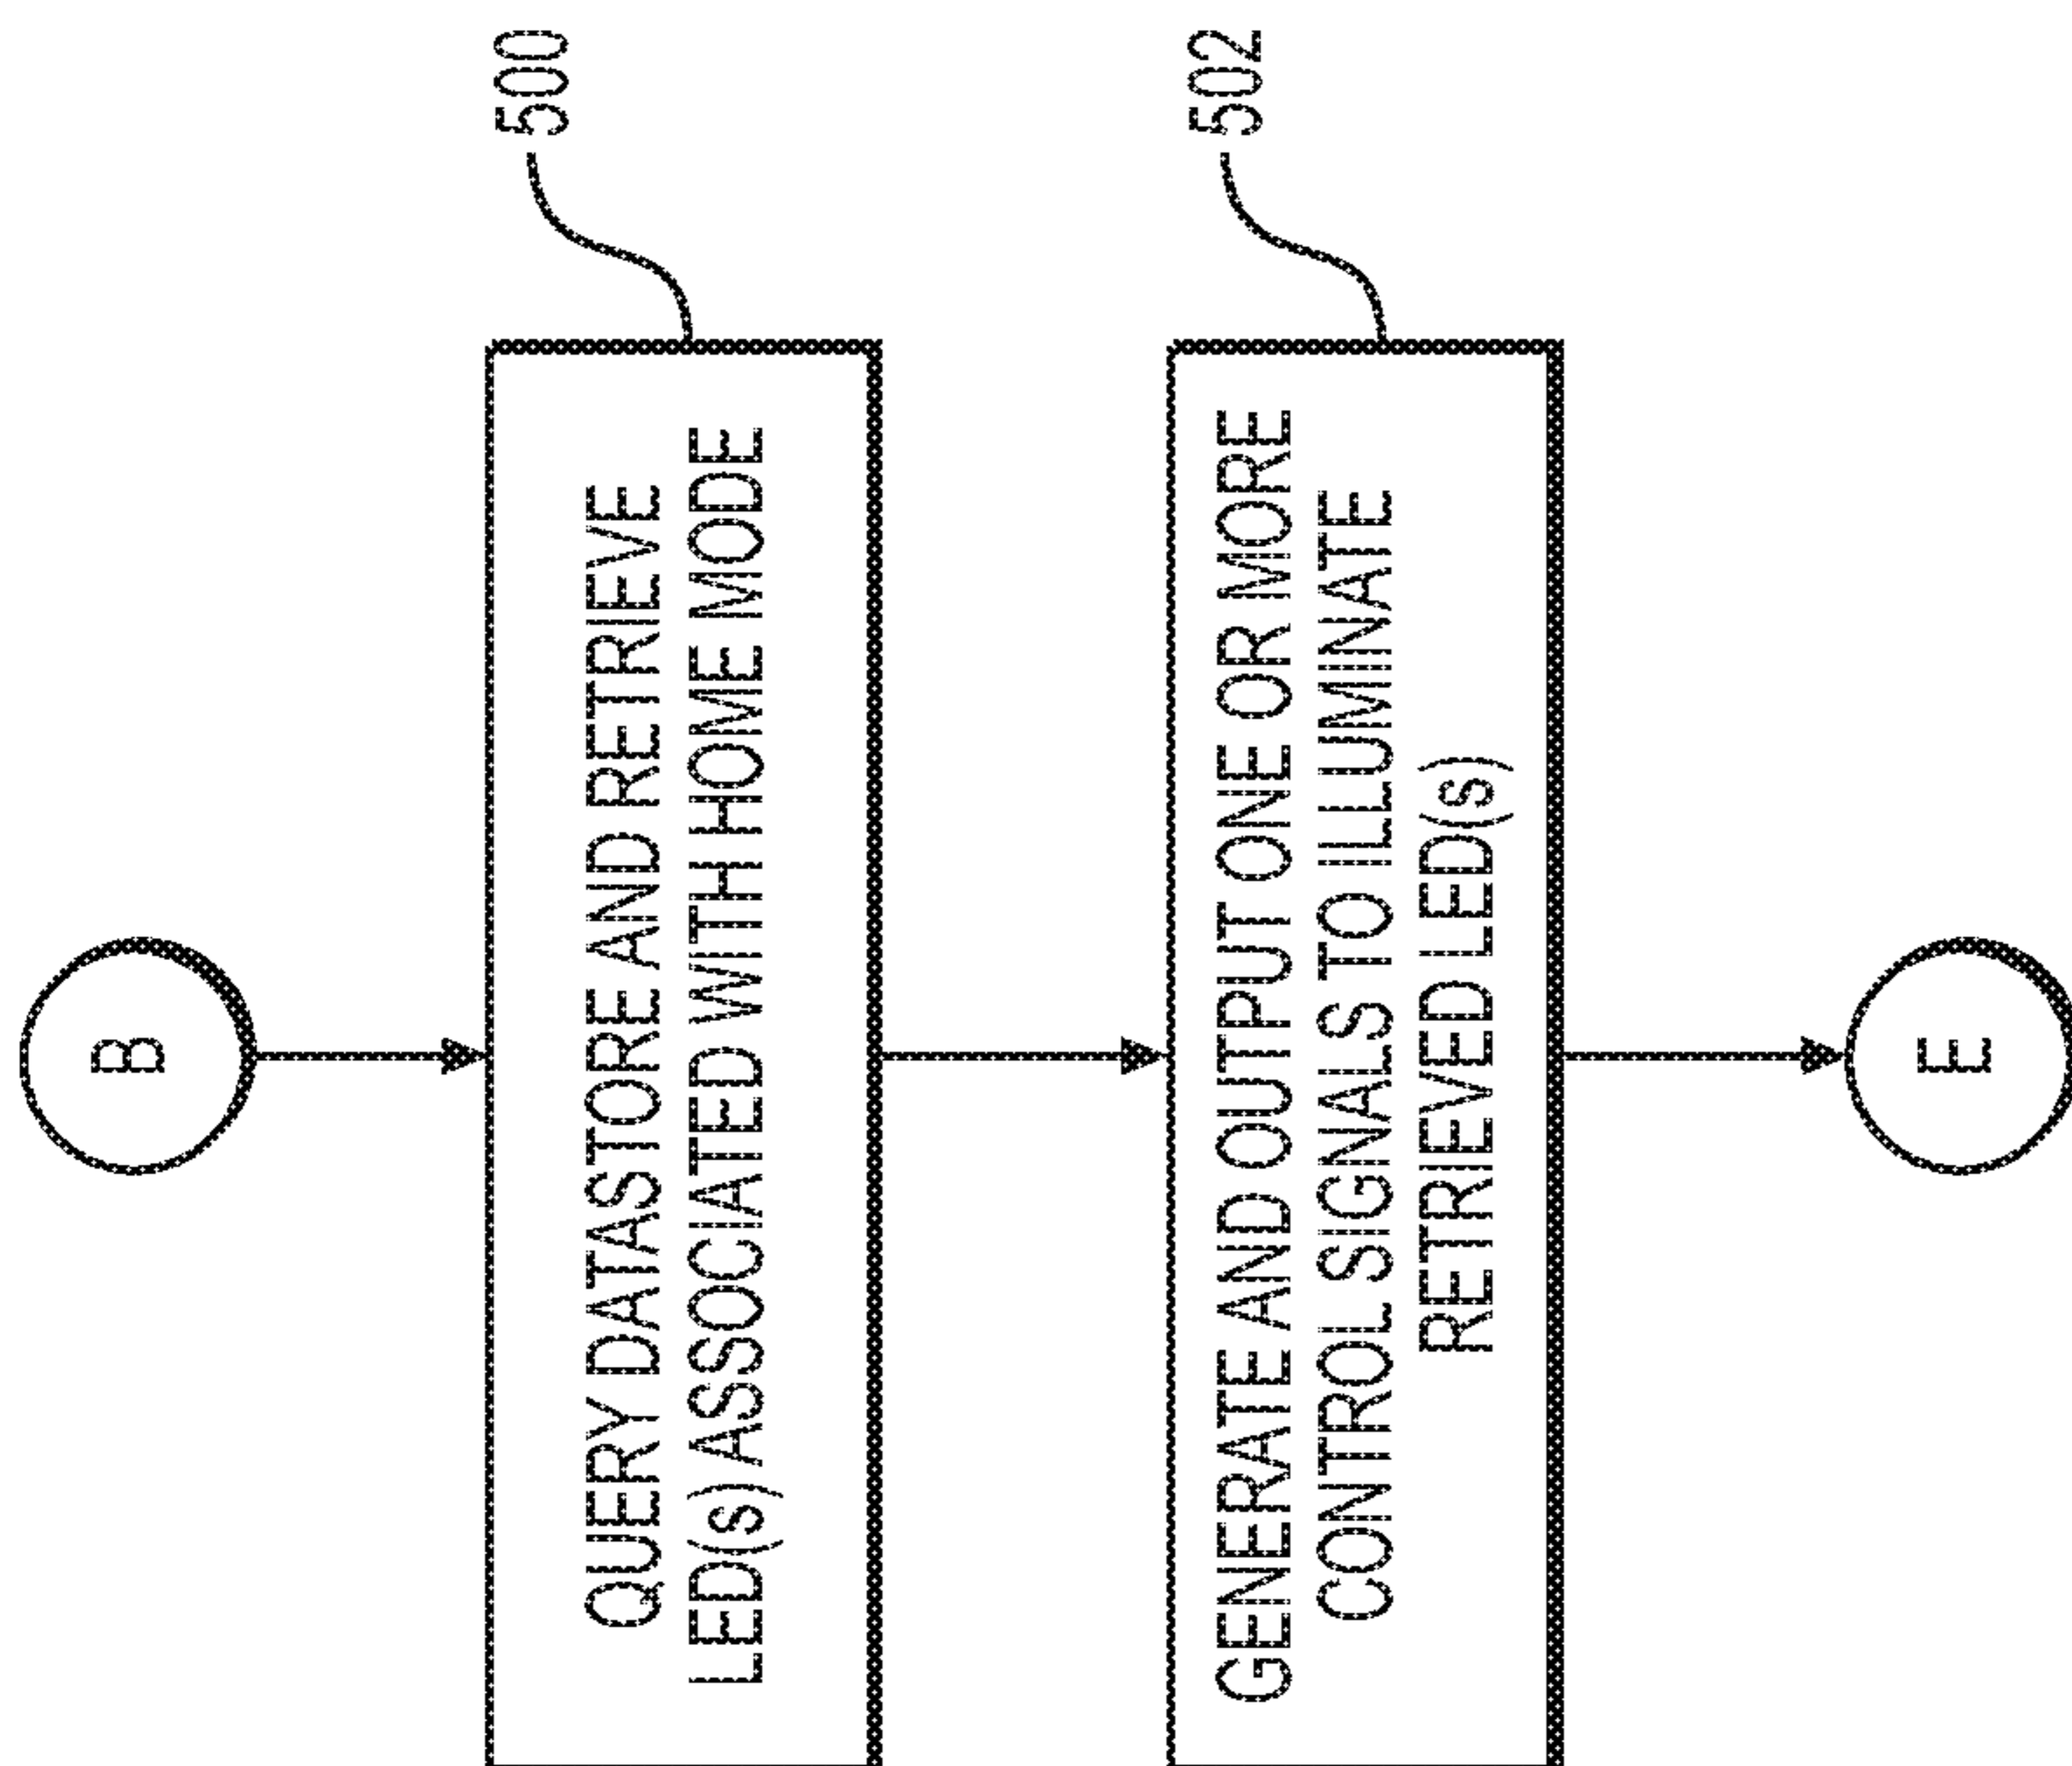 B
500
QUERY DATASTORE AND RETRIEVE
LED(s) ASSOCIATED WITH HOME MODE
502
GENERATE AND OUTPUT ONE OR MORE
CONTROL SIGNALS TO ILLUMINATE
RETRIEVED LED(s)
E